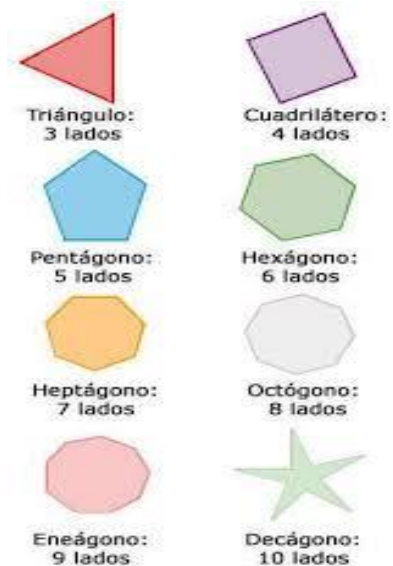 Triángulo:
3 lados
Cuadrilátero:
4 lados
Pentágono:
5 lados
Hexágono:
6 lados
Heptágono:
7 lados
Octógono:
8 lados
Eneágono:
9 lados
Decágono:
10 lados